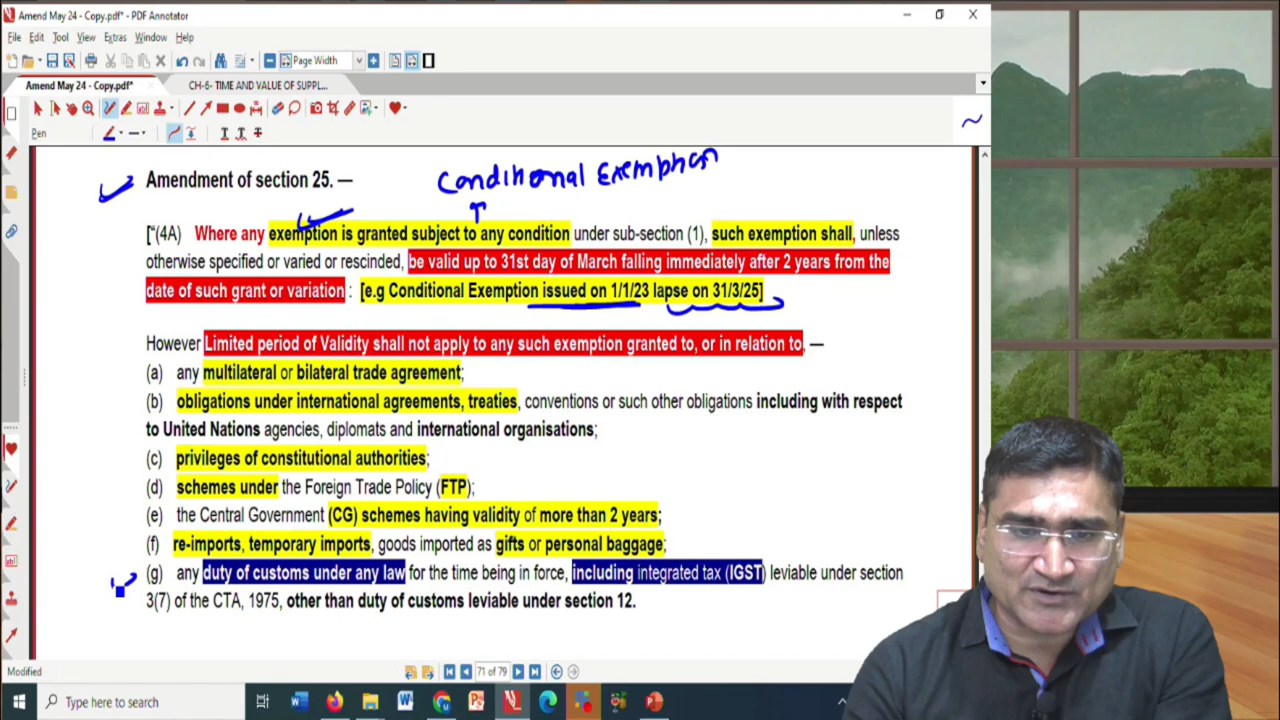 Amend May 24 - Copy.pdf* - PDF Annotator
File Edit Tool View Extras Window Help
Page Width
Amend May 24 - Copy.pdf* CH-6- TIME AND VALUE OF SUPPL...
Pen
Conditional Exemption
Amendment of section 25. —
["(4A) Where any exemption is granted subject to any condition under sub-section (1), such exemption shall, unless
otherwise specified or varied or rescinded, be valid up to 31st day of March falling immediately after 2 years from the
date of such grant or variation : [e.g Conditional Exemption issued on 1/1/23 lapse on 31/3/25]
However Limited period of Validity shall not apply to any such exemption granted to, or in relation to, —
(a) any multilateral or bilateral trade agreement;
(b) obligations under international agreements, treaties, conventions or such other obligations including with respect
to United Nations agencies, diplomats and international organisations;
(c) privileges of constitutional authorities;
(d) schemes under the Foreign Trade Policy (FTP);
(e) the Central Government (CG) schemes having validity of more than 2 years;
(f) re-imports, temporary imports, goods imported as gifts or personal baggage;
(g) any duty of customs under any law for the time being in force, including integrated tax (IGST) leviable under section
3(7) of the CTA, 1975, other than duty of customs leviable under section 12.
Modified 71 of 79
Type here to search